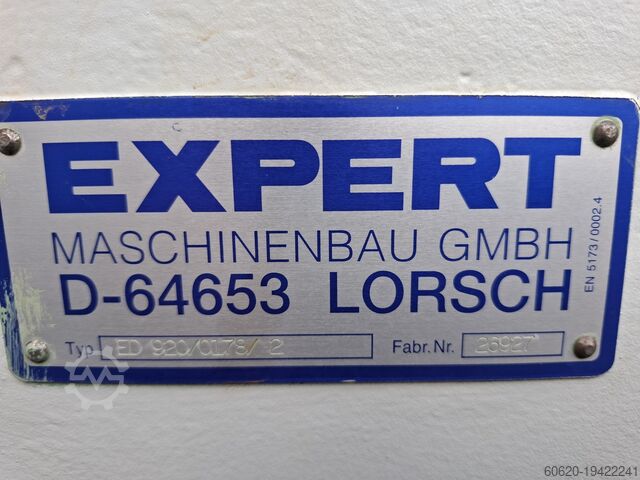 EXPERT
MASCHINENBAU GMBH
D-64653 LORSCH
Typ ED 920/0178/-2 Fabr. Nr. 26927
EN 5173/0002.4
60620-19422241